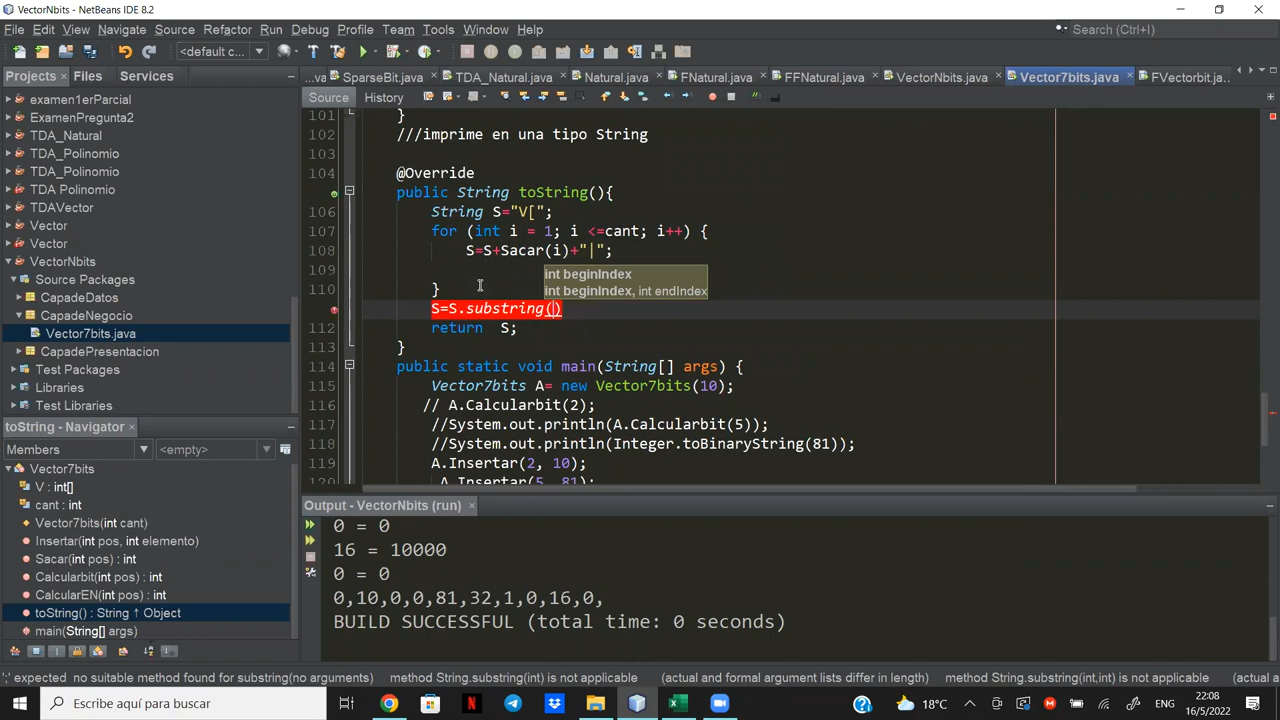 VectorNbits - NetBeans IDE 8.2
File Edit View Navigate Source Refactor Run Debug Profile Team Tools Window Help
Search (Ctrl+I)
<default c...
Projects Files Services
...va SparseBit.java TDA_Natural.java Natural.java FNatural.java FFNatural.java VectorNbits.java Vector7bits.java FVectorbit.ja...
Source History
examen1erParcial
EjemploPregunta2
TDA_Natural
TDA_Polinomio
TDA_Polinomio
TDA Polinomio
TDAVector
Vector
Vector
VectorNbits
Source Packages
CapadeDatos
CapadeNegocio
Vector7bits.java
CapadePresentacion
Test Packages
Libraries
Test Libraries
101 }
102 ///imprime en una tipo String
103
104 @Override
public String toString(){
106 String S="V[";
107 for (int i = 1; i <=cant; i++) {
108 S=S+Sacar(i)+"|";
109
110 }
S=S.substring()
112 return S;
113 }
114 public static void main(String[] args) {
115 Vector7bits A= new Vector7bits(10);
116 // A.Calcularbit(2);
117 //System.out.println(A.Calcularbit(5));
118 //System.out.println(Integer.toBinaryString(81));
119 A.Insertar(2, 10);
120 A.Insertar(5, 81);
int beginIndex
int beginIndex, int endIndex
toString - Navigator
Members <empty>
Vector7bits
V : int[]
cant : int
Vector7bits(int cant)
Insertar(int pos, int elemento)
Sacar(int pos) : int
Calcularbit(int pos) : int
CalcularEN(int pos) : int
toString() : String ↑ Object
main(String[] args)
Output - VectorNbits (run)
0 = 0
16 = 10000
0 = 0
0,10,0,0,81,32,1,0,16,0,
BUILD SUCCESSFUL (total time: 0 seconds)
';' expected no suitable method found for substring(no arguments) method String.substring(int) is not applicable (actual and formal argument lists differ in length) method String.substring(int,int) is not applicable (actual a
Escribe aquí para buscar
18°C
ENG
22:08
16/5/2022